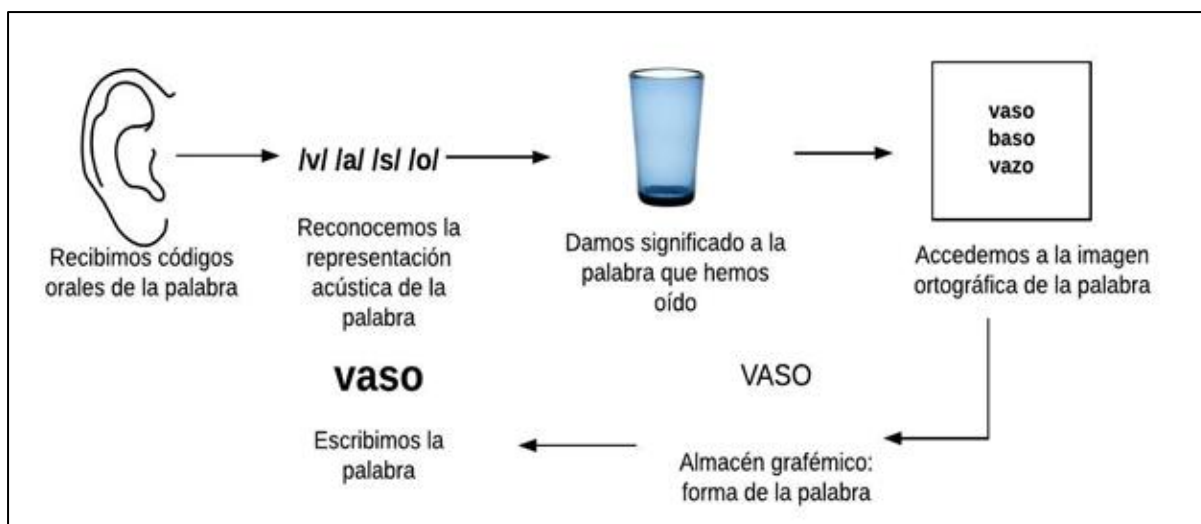 Recibimos códigos
orales de la palabra
/v/ /a/ /s/ /o/
Reconocemos la
representación
acústica de la
palabra
Damos significado a la
palabra que hemos
oído
vaso
baso
vazo
Accedemos a la imagen
ortográfica de la palabra
VASO
Almacén grafémico:
forma de la palabra
vaso
Escribimos la
palabra